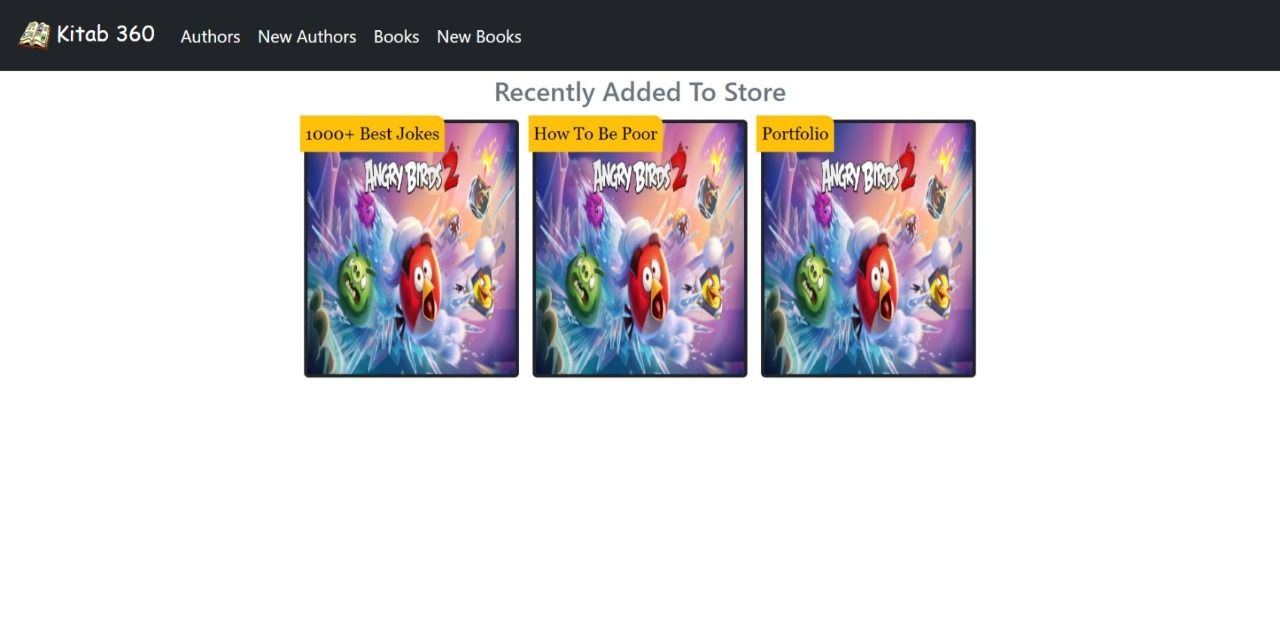 Kitab 360
Authors New Authors Books New Books
Recently Added To Store
1000+ Best Jokes
How To Be Poor
Portfolio
ANGRY BIRDS 2
ANGRY BIRDS 2
ANGRY BIRDS 2